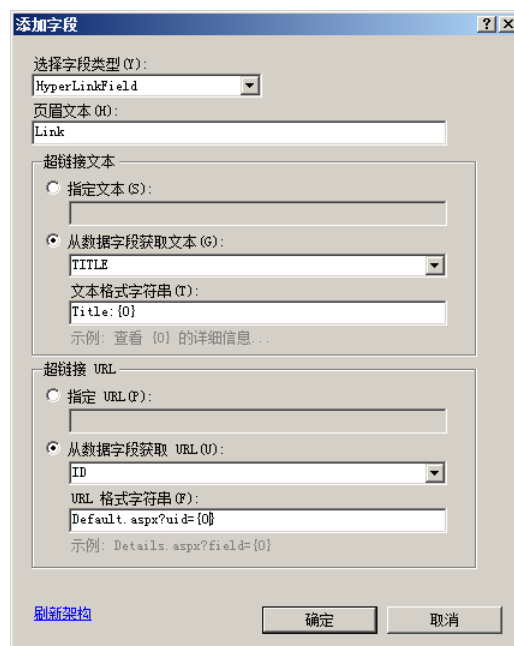 添加字段
选择字段类型(Y):
HyperLinkField
页眉文本(H):
Link
超链接文本
指定文本(S):
从数据字段获取文本(G):
TITLE
文本格式字符串(T):
Title:{0}
示例: 查看 {0} 的详细信息...
超链接 URL
指定 URL(P):
从数据字段获取 URL(U):
ID
URL 格式字符串(F):
Default.aspx?uid={0}
示例: Details.aspx?field={0}
刷新架构
确定
取消